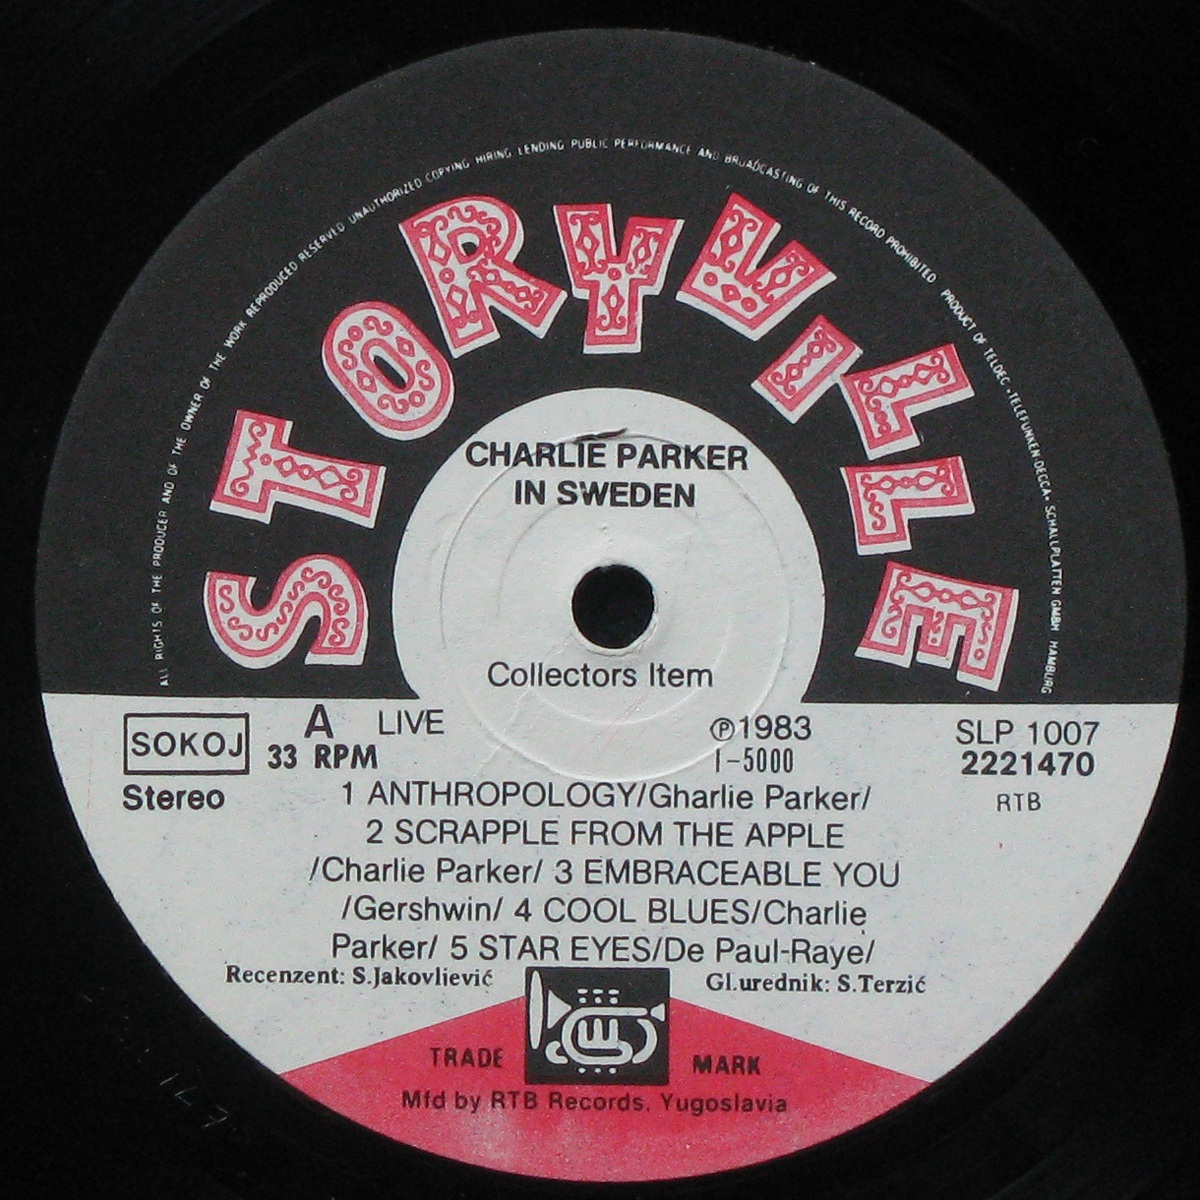 ALL RIGHTS OF THE PRODUCER AND OF THE OWNER OF THE WORK REPRODUCED RESERVED UNAUTHORIZED COPYING HIRING LENDING PUBLIC PERFORMANCE AND BROADCASTING OF THIS RECORD PROHIBITED PRODUCT OF TELDEC ·TELEFUNKEN·DECCA· SCHALLPLATTEN GMBH HAMBURG
STORYVILLE
CHARLIE PARKER
IN SWEDEN
Collectors Item
SOKOJ A LIVE ℗1983 SLP 1007
33 RPM 1-5000 2221470
Stereo 1 ANTHROPOLOGY/Gharlie Parker/ RTB
2 SCRAPPLE FROM THE APPLE
/Charlie Parker/ 3 EMBRACEABLE YOU
/Gershwin/ 4 COOL BLUES/Charlie
Parker/ 5 STAR EYES/De Paul-Raye/
Recenzent: S.Jakovljević Gl.urednik: S.Terzić
TRADE MARK
Mfd by RTB Records. Yugoslavia